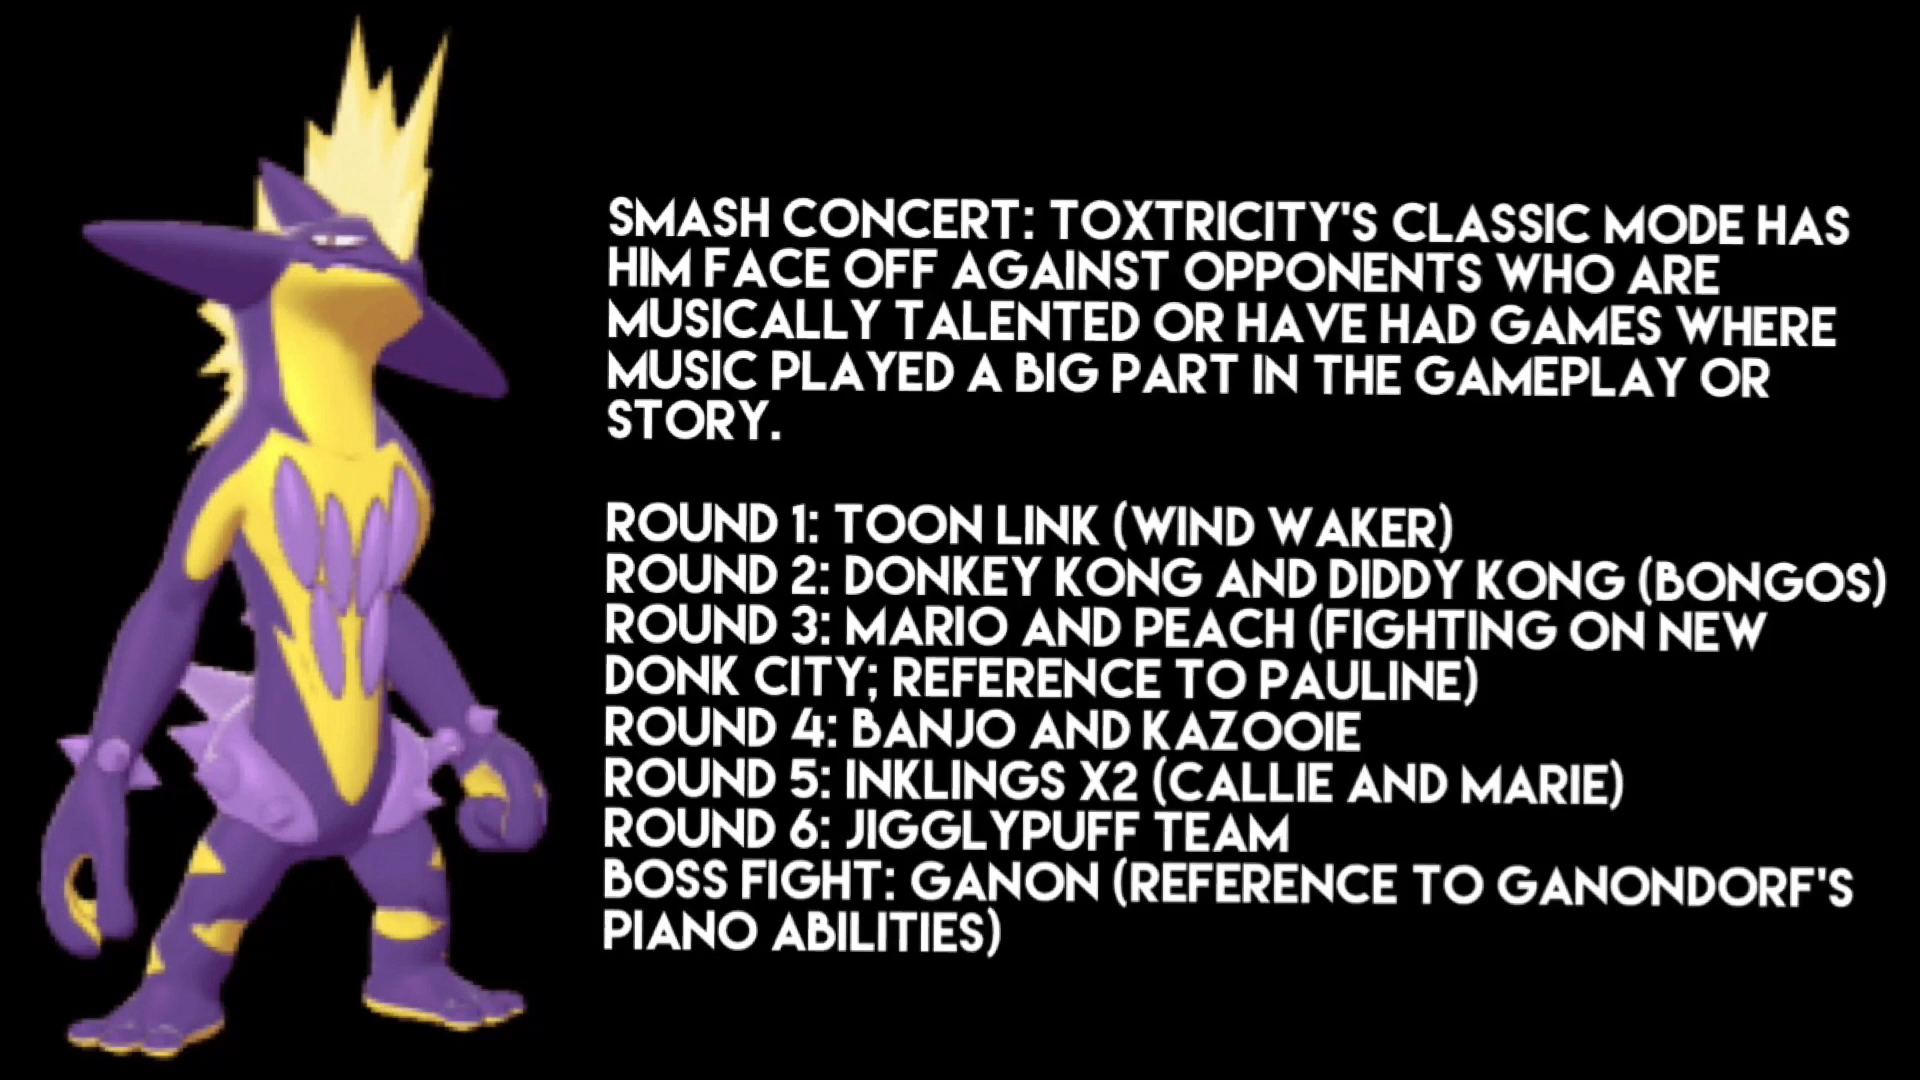 SMASH CONCERT: TOXTRICITY'S CLASSIC MODE HAS
HIM FACE OFF AGAINST OPPONENTS WHO ARE
MUSICALLY TALENTED OR HAVE HAD GAMES WHERE
MUSIC PLAYED A BIG PART IN THE GAMEPLAY OR
STORY.
ROUND 1: TOON LINK (WIND WAKER)
ROUND 2: DONKEY KONG AND DIDDY KONG (BONGOS)
ROUND 3: MARIO AND PEACH (FIGHTING ON NEW
DONK CITY; REFERENCE TO PAULINE)
ROUND 4: BANJO AND KAZOOIE
ROUND 5: INKLINGS X2 (CALLIE AND MARIE)
ROUND 6: JIGGLYPUFF TEAM
BOSS FIGHT: GANON (REFERENCE TO GANONDORF'S
PIANO ABILITIES)